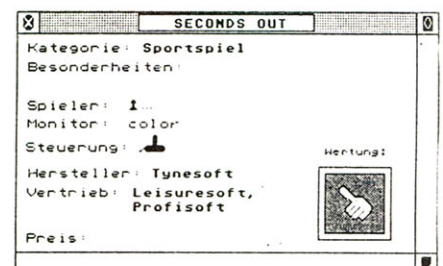 SECONDS OUT
Kategorie: Sportspiel
Besonderheiten:
Spieler: 1...
Monitor: color
Steuerung:
Wertung:
Hersteller: Tynesoft
Vertrieb: Leisuresoft,
Profisoft
Preis: